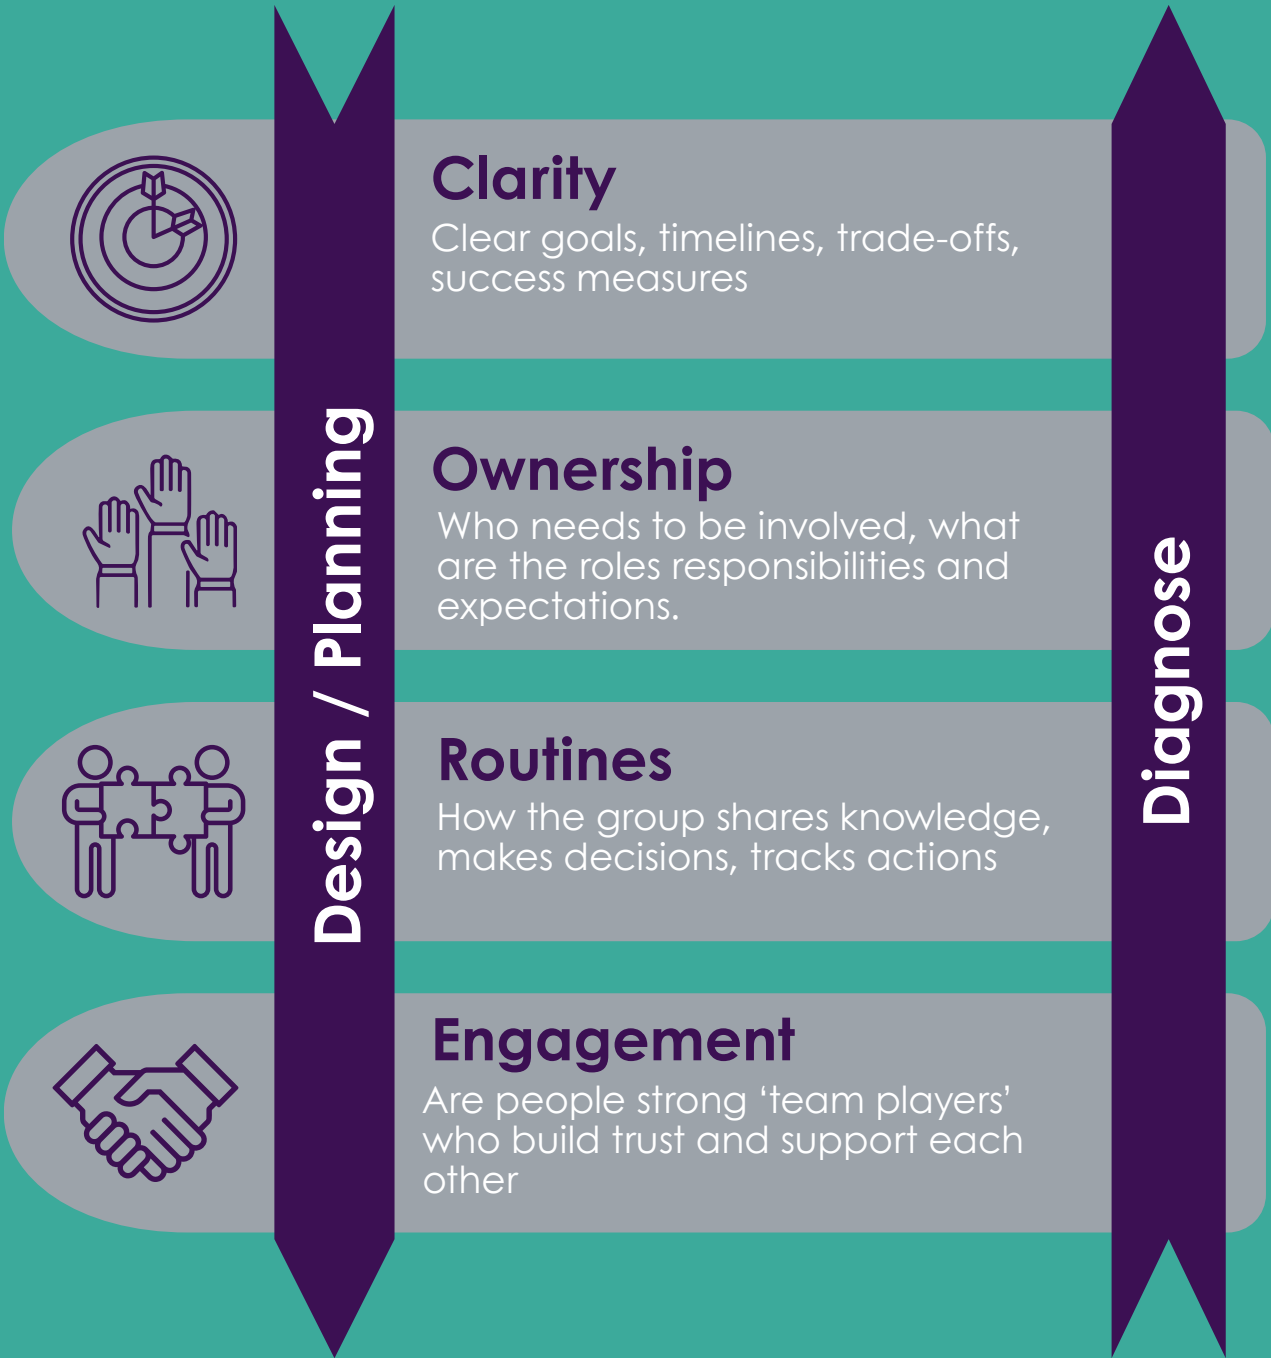 Clarity
Clear goals, timelines, trade-offs,
success measures
Ownership
Who needs to be involved, what
are the roles responsibilities and
expectations.
Routines
How the group shares knowledge,
makes decisions, tracks actions
Engagement
Are people strong ‘team players’
who build trust and support each
other
Design / Planning
Diagnose